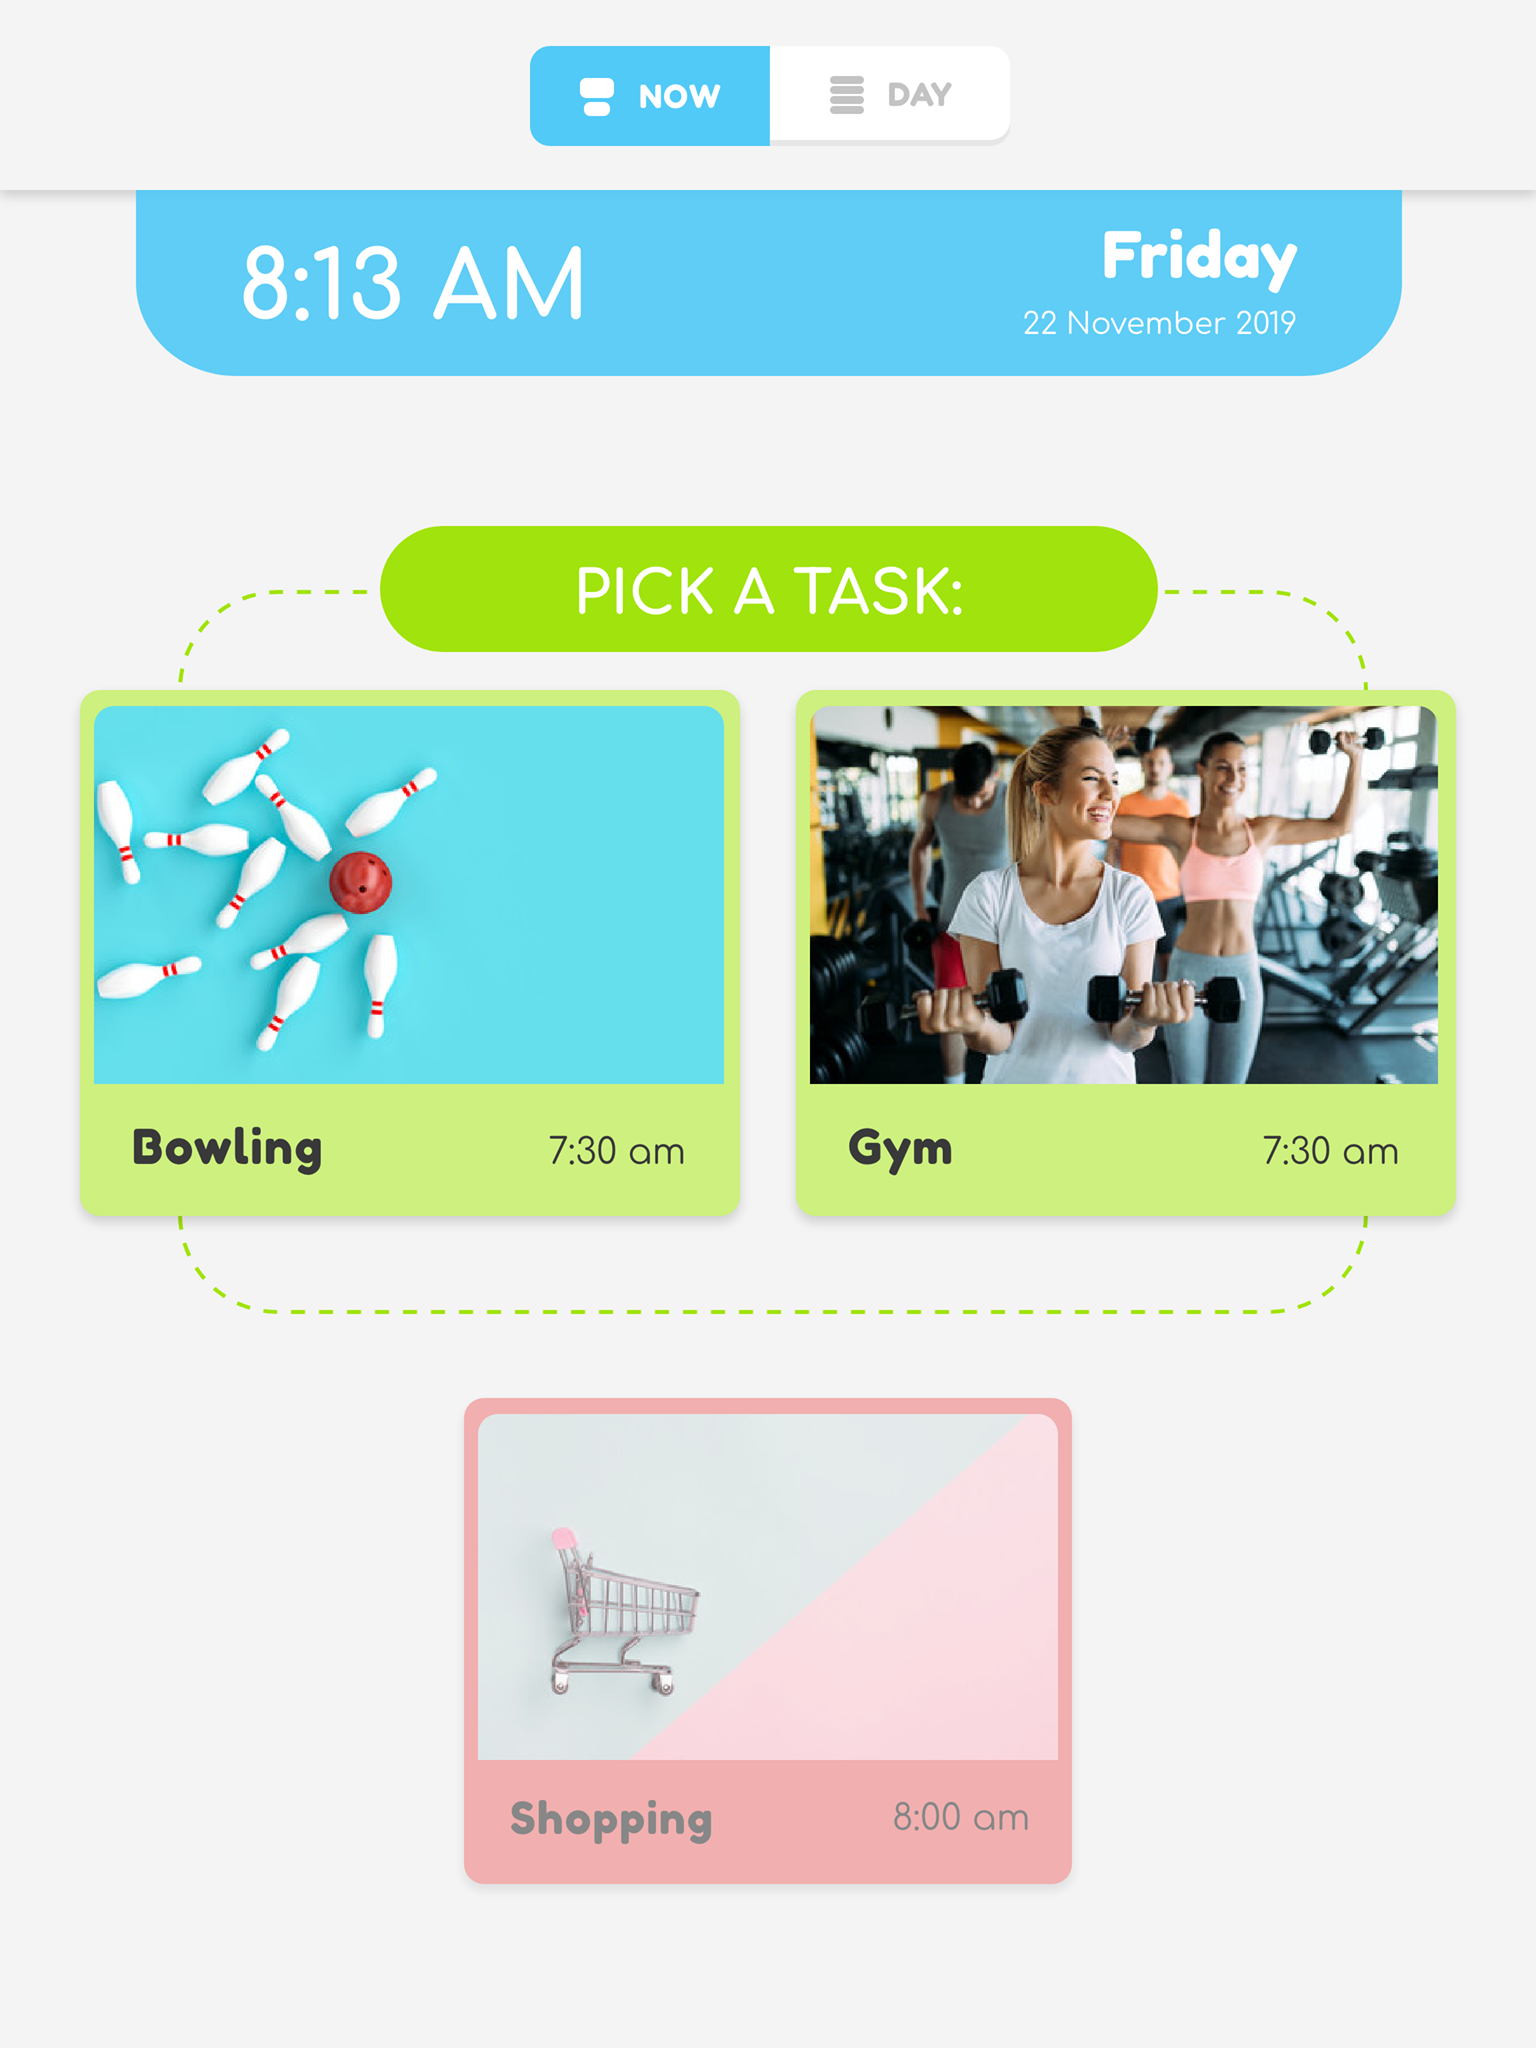 NOW
DAY
8:13 AM
Friday
22 November 2019
PICK A TASK:
Bowling
7:30 am
Gym
7:30 am
Shopping
8:00 am